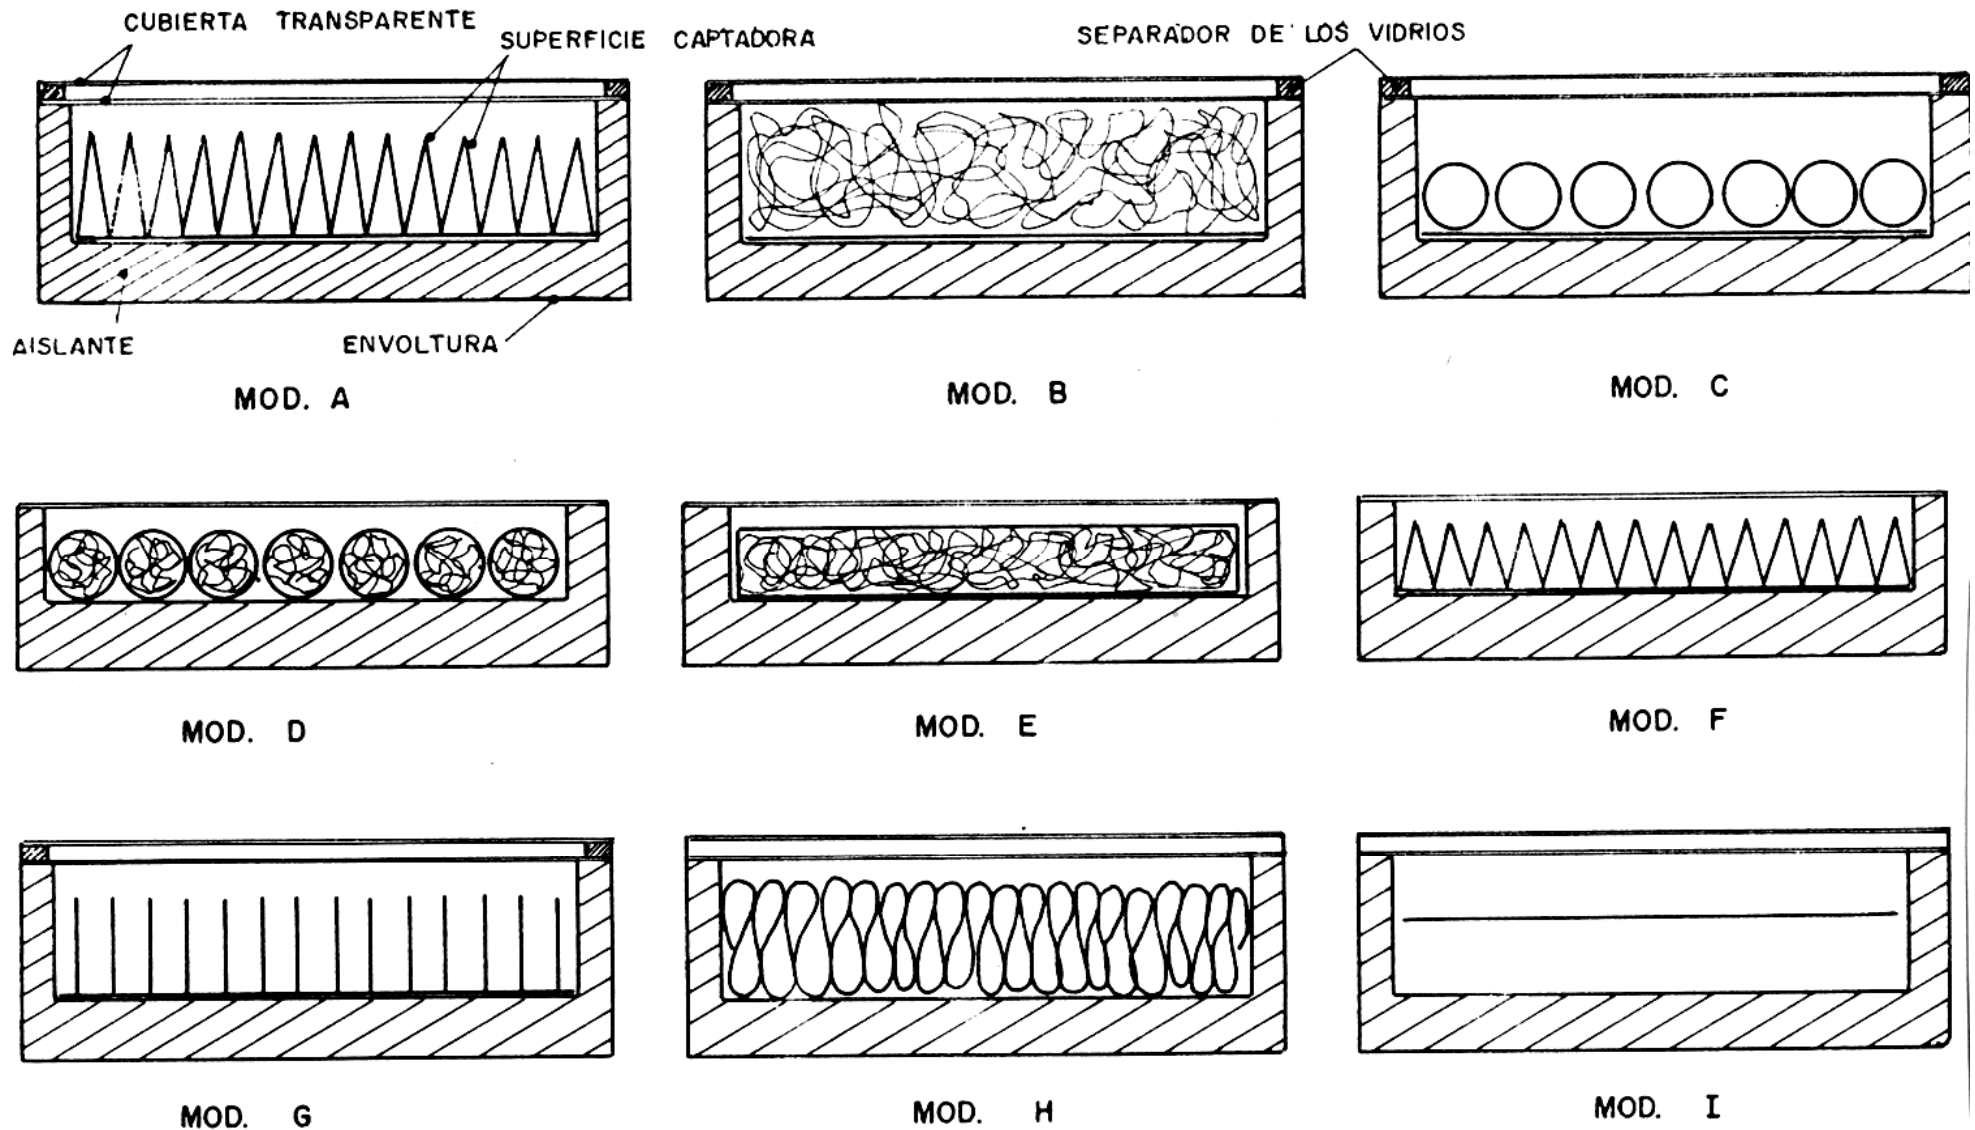 CUBIERTA TRANSPARENTE
SUPERFICIE CAPTADORA
SEPARADOR DE LOS VIDRIOS
AISLANTE
ENVOLTURA
MOD. A
MOD. B
MOD. C
MOD. D
MOD. E
MOD. F
MOD. G
MOD. H
MOD. I